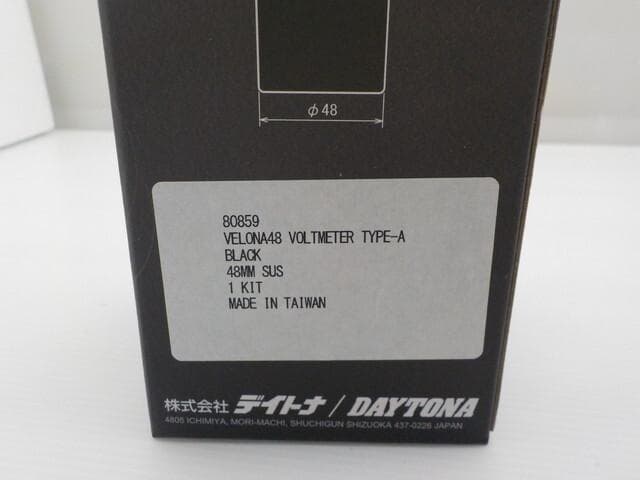 φ48
80859
VELONA48 VOLTMETER TYPE-A
BLACK
48MM SUS
1 KIT
MADE IN TAIWAN
株式会社 デイトナ / DAYTONA
4805 ICHIMIYA, MORI-MACHI, SHUCHIGUN SHIZUOKA 437-0226 JAPAN